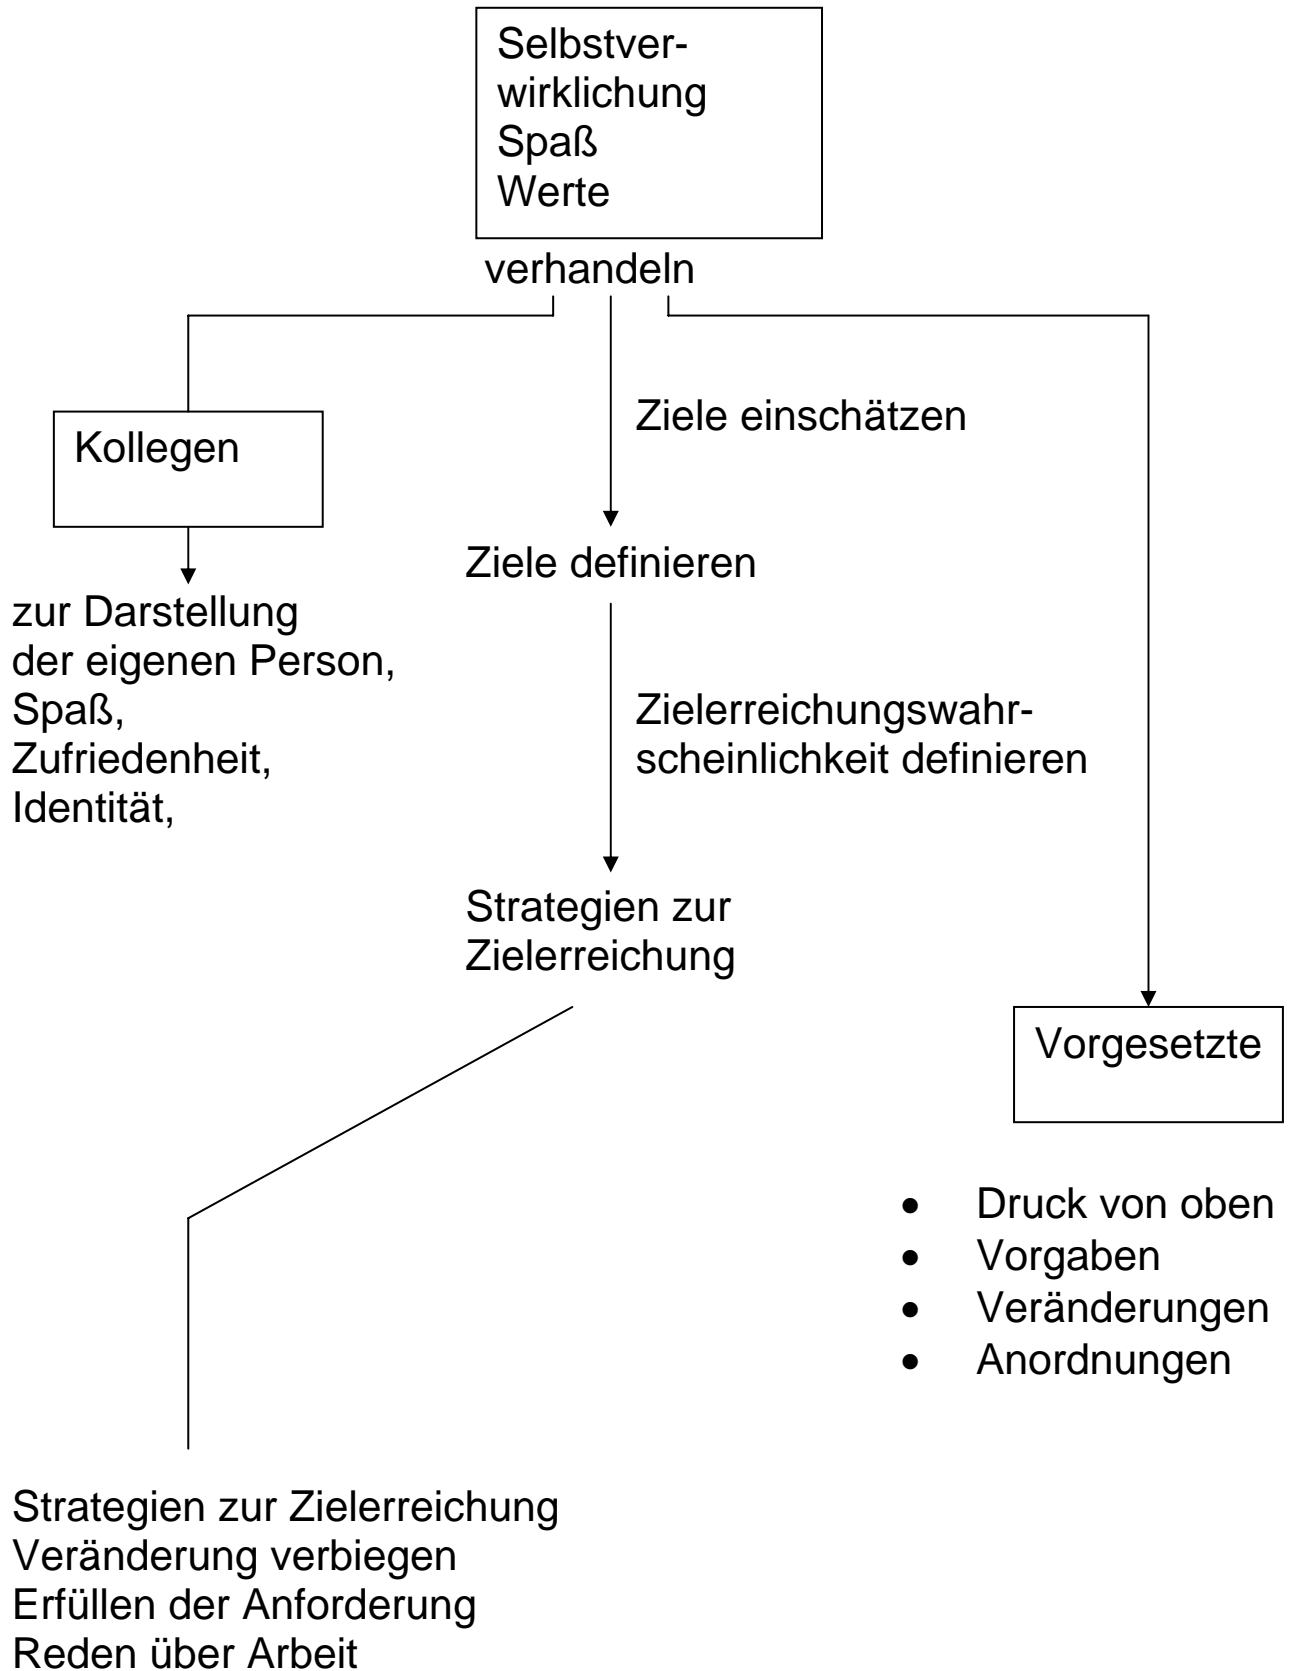 Selbstver-
wirklichung
Spaß
Werte
verhandeln
Kollegen
Ziele einschätzen
Ziele definieren
zur Darstellung
der eigenen Person,
Spaß,
Zufriedenheit,
Identität,
Zielerreichungswahr-
scheinlichkeit definieren
Strategien zur
Zielerreichung
Vorgesetzte
• Druck von oben
• Vorgaben
• Veränderungen
• Anordnungen
Strategien zur Zielerreichung
Veränderung verbiegen
Erfüllen der Anforderung
Reden über Arbeit